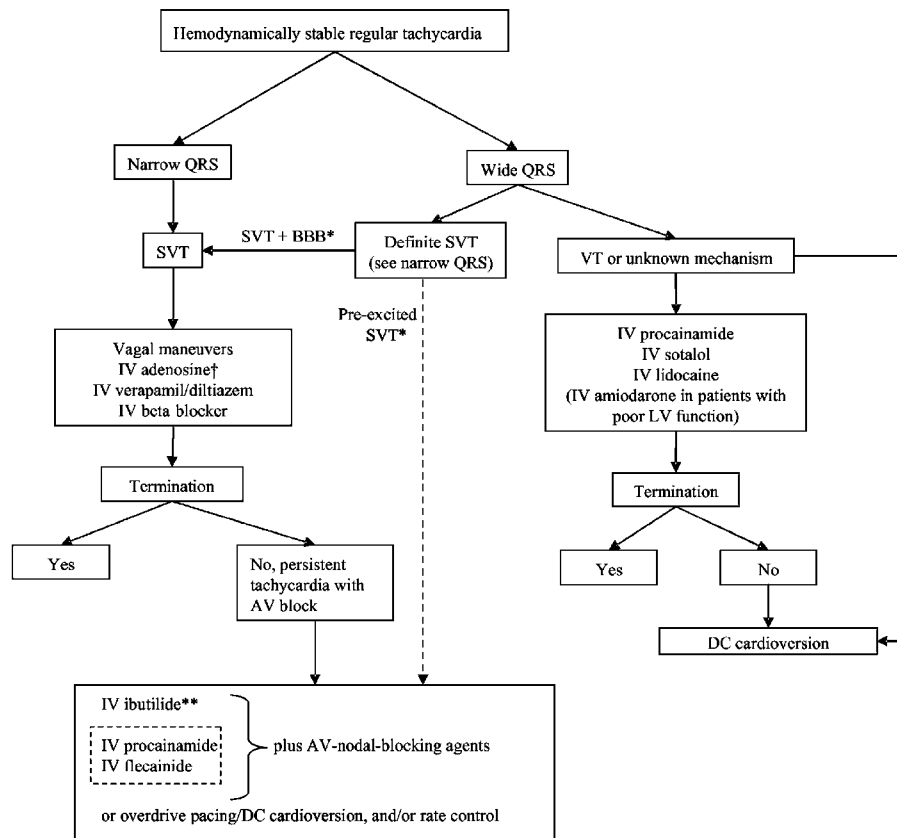 Hemodynamically stable regular tachycardia
Narrow QRS
Wide QRS
SVT
SVT + BBB*
Definite SVT
(see narrow QRS)
VT or unknown mechanism
Pre-excited
SVT*
Vagal maneuvers
IV adenosine†
IV verapamil/diltiazem
IV beta blocker
IV procainamide
IV sotalol
IV lidocaine
(IV amiodarone in patients with
poor LV function)
Termination
Yes
No, persistent
tachycardia with
AV block
Termination
Yes
No
DC cardioversion
IV ibutilide**
IV procainamide
IV flecainide
plus AV-nodal-blocking agents
or overdrive pacing/DC cardioversion, and/or rate control